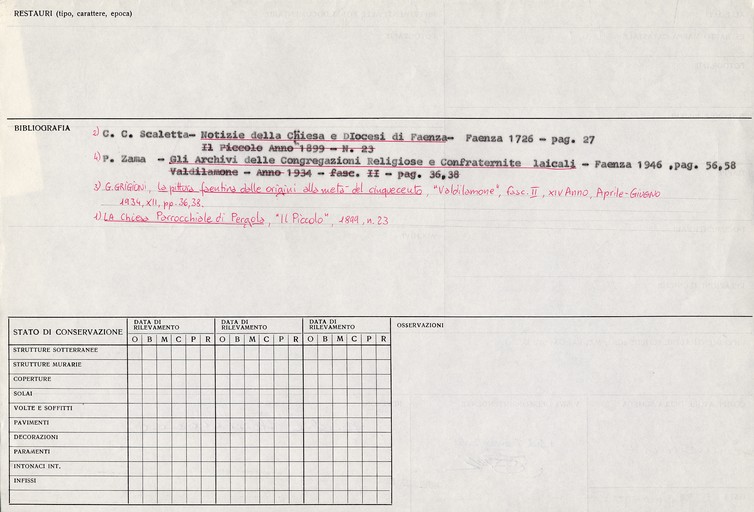 RESTAURI (tipo, carattere, epoca)
BIBLIOGRAFIA
2) C. C. Scaletta- Notizie della Chiesa e DIocesi di Faenza- Faenza 1726 - pag. 27
Il Piccolo Anno 1899 - N. 23
4) P. Zama - Gli Archivi delle Congregazioni Religiose e Confraternite laicali - Faenza 1946 ,pag. 56,58
Valdilamone - Anno 1934 - fasc. II - pag. 36,38
3) G. GRIGIONI, La pittura faentina dalle origini alla metà del cinquecento, "Valdilamone", fasc. II, XIV Anno, Aprile-Giugno
1934, XII, pp. 36,38.
1) LA Chiesa Parrocchiale di Pergola, "Il Piccolo", 1899, n. 23
STATO DI CONSERVAZIONE
DATA DI RILEVAMENTO DATA DI RILEVAMENTO DATA DI RILEVAMENTO
O B M C P R O B M C P R O B M C P R
OSSERVAZIONI
STRUTTURE SOTTERRANEE
STRUTTURE MURARIE
COPERTURE
SOLAI
VOLTE E SOFFITTI
PAVIMENTI
DECORAZIONI
PARAMENTI
INTONACI INT.
INFISSI